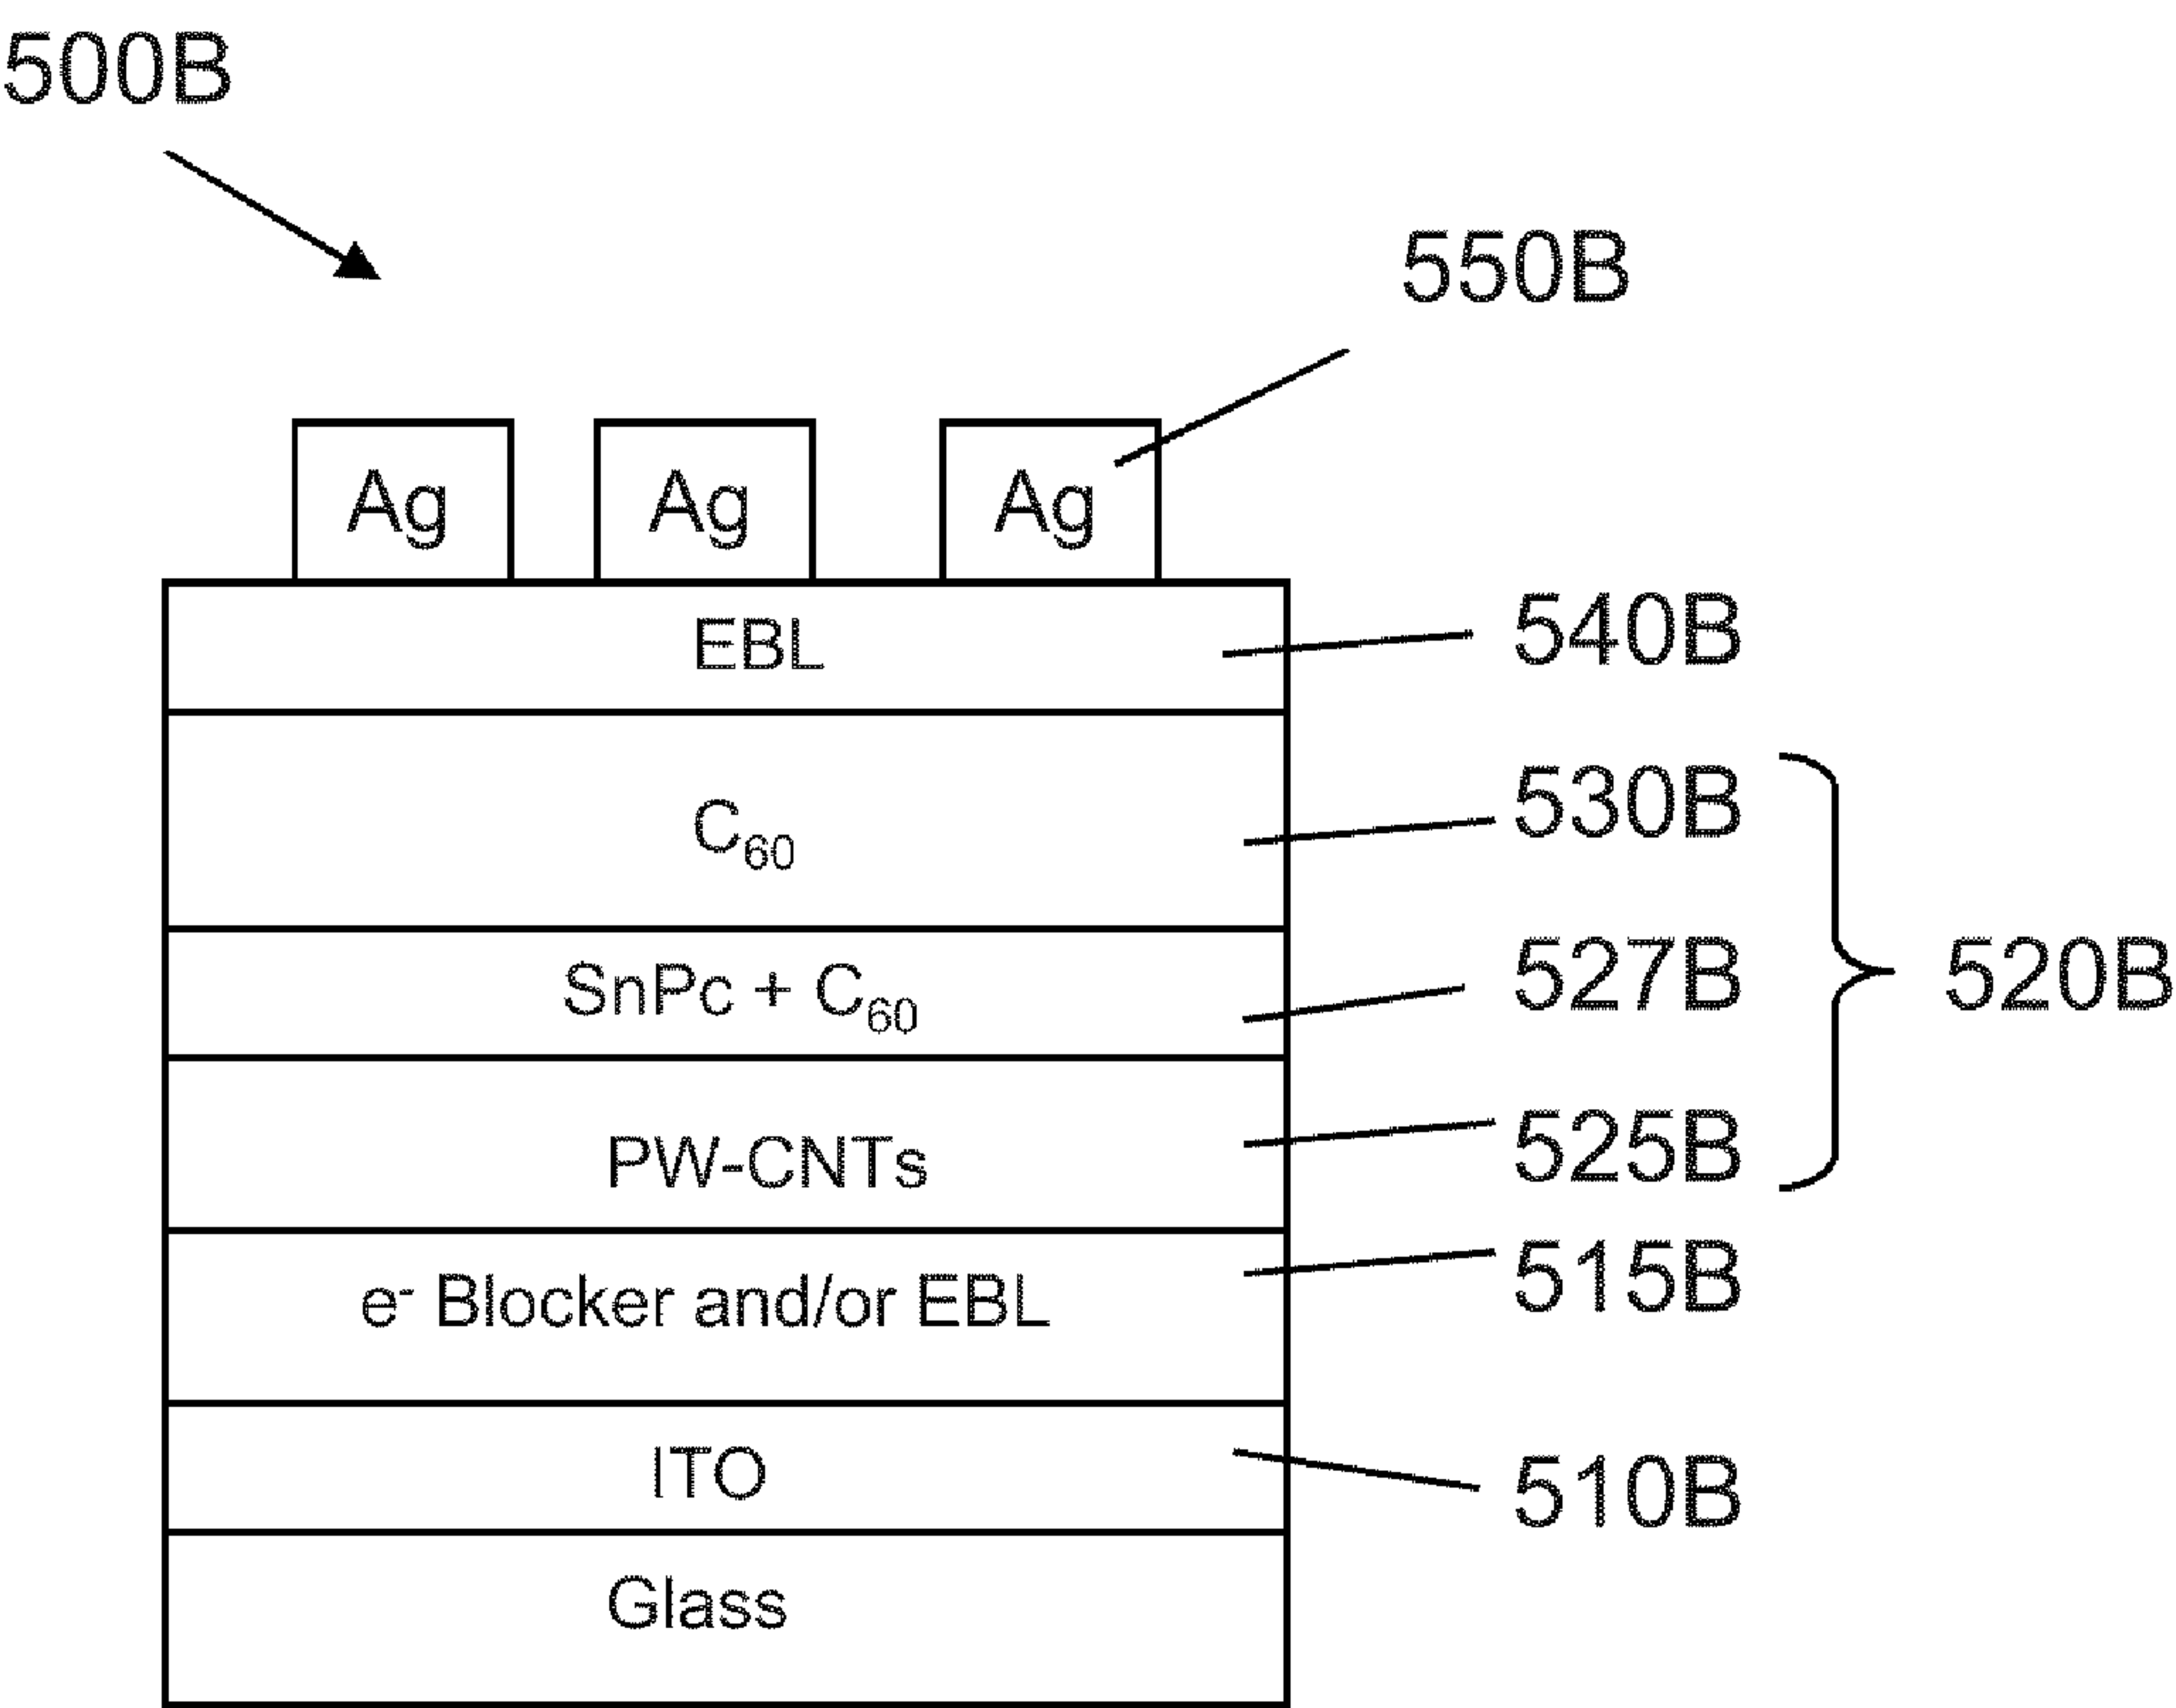 500B
550B
Ag Ag Ag
EBL 540B
C₆₀ 530B
SnPc + C₆₀ 527B 520B
PW-CNTs 525B
e⁻ Blocker and/or EBL 515B
ITO 510B
Glass